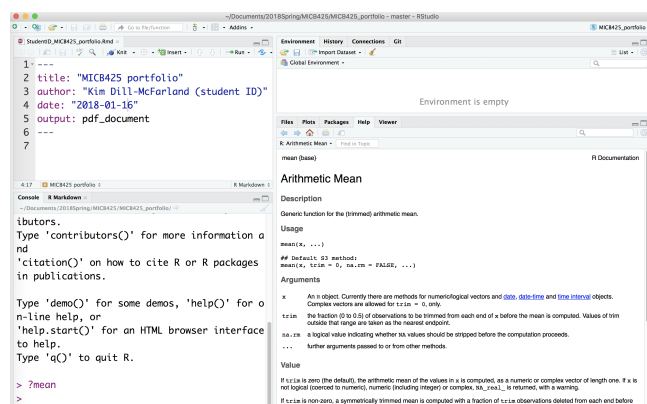 ~/Documents/2018Spring/MICB425/MICB425_portfolio - master - RStudio
Go to file/function
Addins
MICB425_portfolio
StudentID_MICB425_portfolio.Rmd
Knit
Insert
Run
1 ---
2 title: "MICB425 portfolio"
3 author: "Kim Dill-McFarland (student ID)"
4 date: "2018-01-16"
5 output: pdf_document
6 ---
7
4:17 MICB425 portfolio R Markdown
Console R Markdown
~/Documents/2018Spring/MICB425/MICB425_portfolio/
ibutors.
Type 'contributors()' for more information a
nd
'citation()' on how to cite R or R packages
in publications.
Type 'demo()' for some demos, 'help()' for o
n-line help, or
'help.start()' for an HTML browser interface
to help.
Type 'q()' to quit R.
> ?mean
>
Environment History Connections Git
Import Dataset
List
Global Environment
Environment is empty
Files Plots Packages Help Viewer
R: Arithmetic Mean Find in Topic
mean {base} R Documentation
Arithmetic Mean
Description
Generic function for the (trimmed) arithmetic mean.
Usage
mean(x, ...)
## Default S3 method:
mean(x, trim = 0, na.rm = FALSE, ...)
Arguments
x An R object. Currently there are methods for numeric/logical vectors and date, date-time and time interval objects.
Complex vectors are allowed for trim = 0, only.
trim the fraction (0 to 0.5) of observations to be trimmed from each end of x before the mean is computed. Values of trim
outside that range are taken as the nearest endpoint.
na.rm a logical value indicating whether NA values should be stripped before the computation proceeds.
... further arguments passed to or from other methods.
Value
If trim is zero (the default), the arithmetic mean of the values in x is computed, as a numeric or complex vector of length one. If x is
not logical (coerced to numeric), numeric (including integer) or complex, NA_real_ is returned, with a warning.
If trim is non-zero, a symmetrically trimmed mean is computed with a fraction of trim observations deleted from each end before